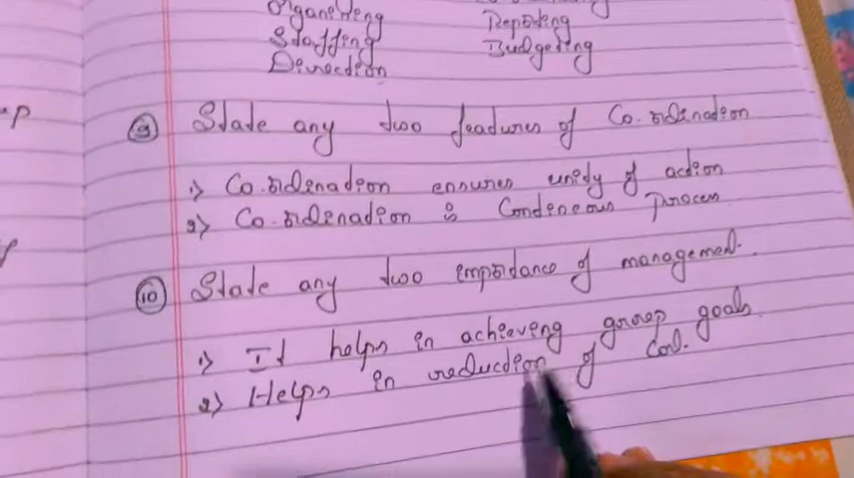 Organizing
Staffing
Direction
Reporting
Budgeting
9 State any two features of Co-ordination
1) Co-ordination ensures unity of action
2) Co-ordination is Continuous Process
10 State any two importance of management.
1) It helps in achieving group goals
2) Helps in reduction of Cost.